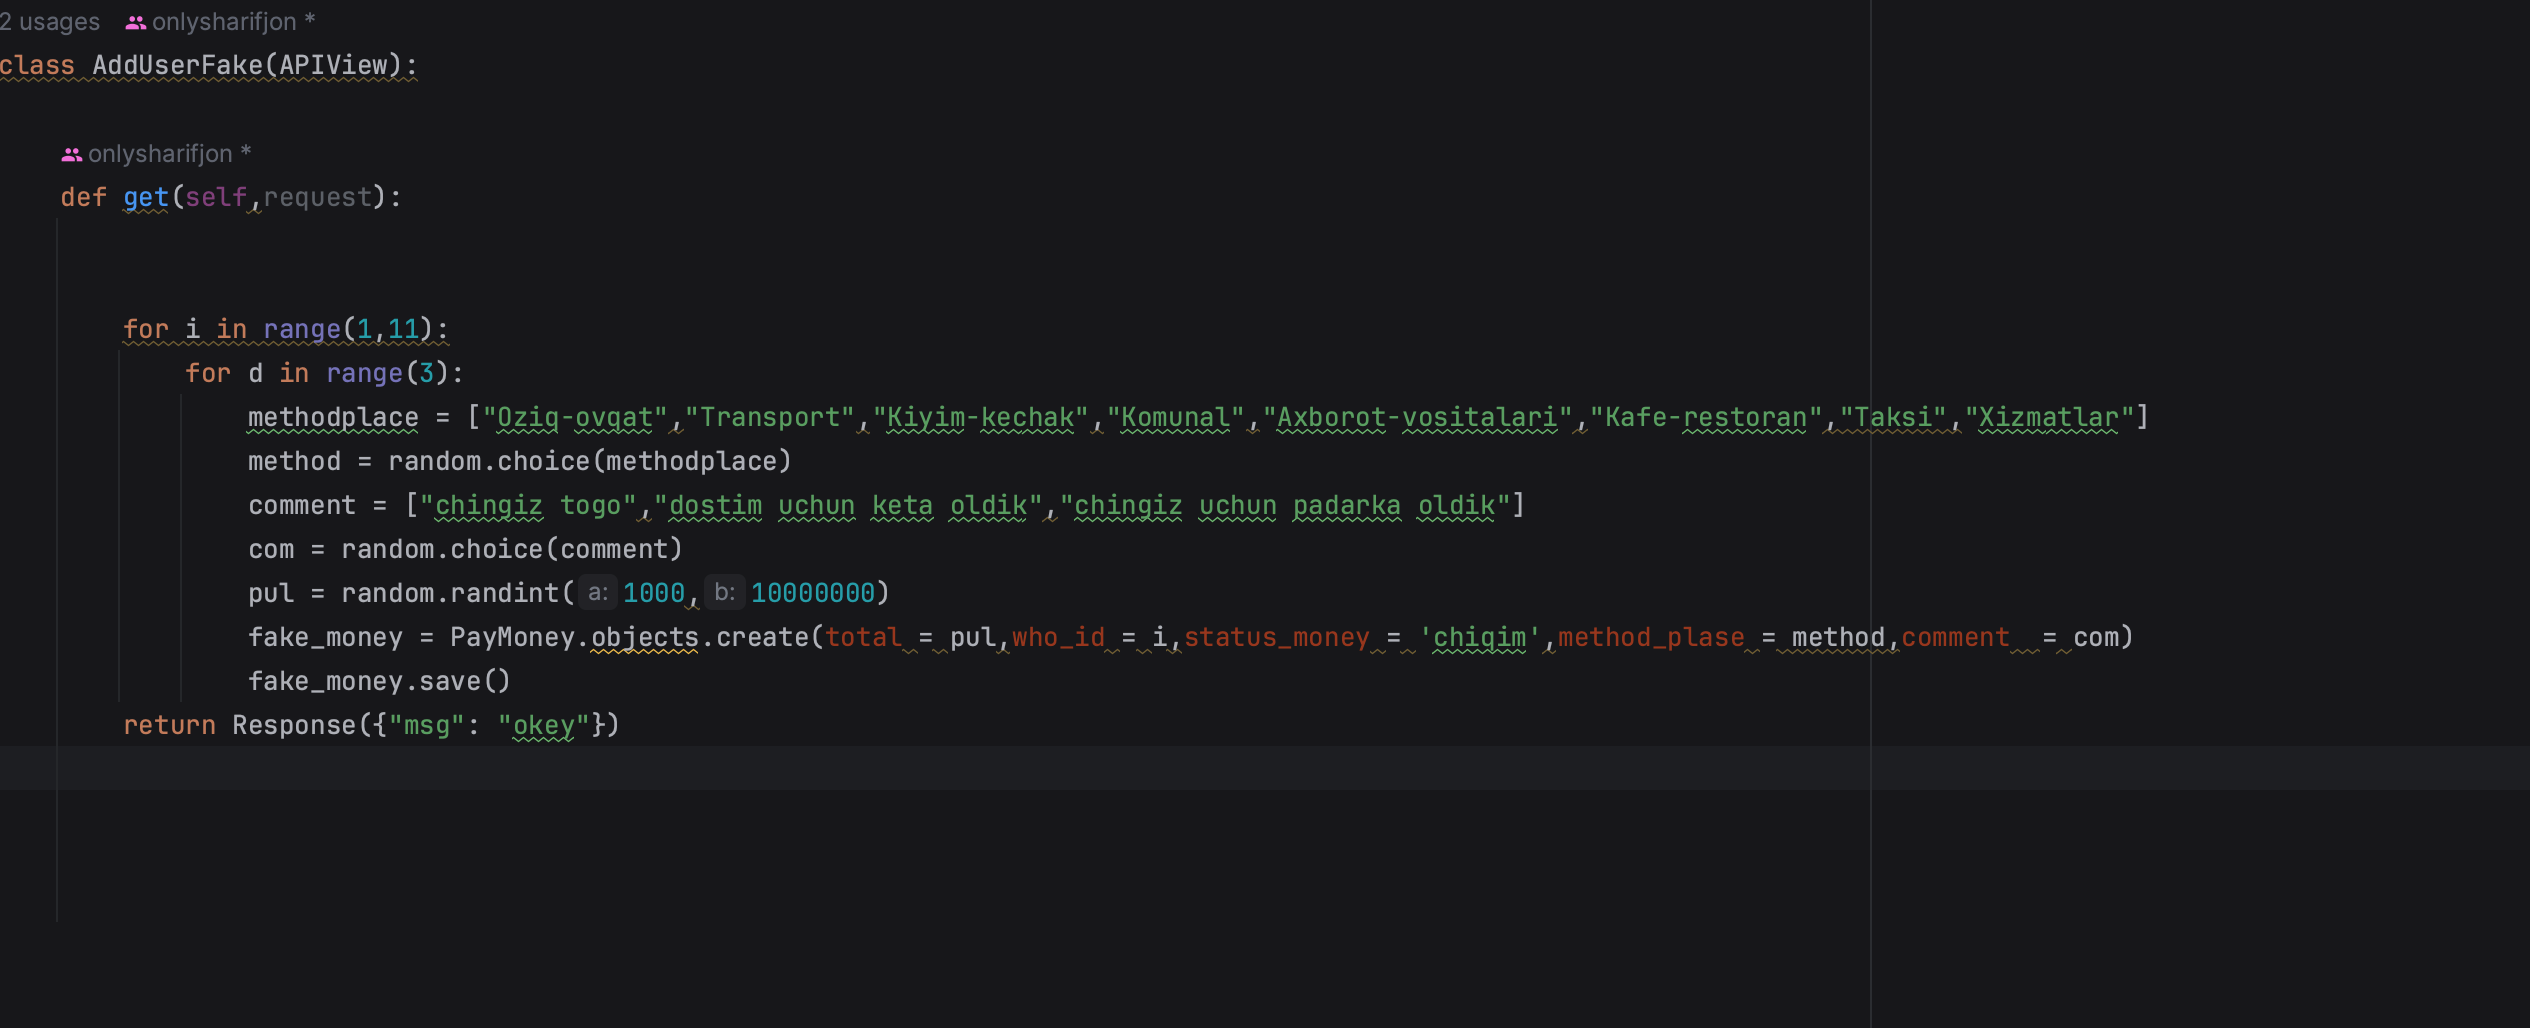 2 usages onlysharifjon *
class AddUserFake(APIView):
onlysharifjon *
def get(self,request):
for i in range(1,11):
for d in range(3):
methodplace = ["Oziq-ovqat","Transport","Kiyim-kechak","Komunal","Axborot-vositalari","Kafe-restoran","Taksi","Xizmatlar"]
method = random.choice(methodplace)
comment = ["chingiz togo","dostim uchun keta oldik","chingiz uchun padarka oldik"]
com = random.choice(comment)
pul = random.randint( a: 1000, b: 10000000)
fake_money = PayMoney.objects.create(total = pul,who_id = i,status_money = 'chiqim',method_plase = method,comment  = com)
fake_money.save()
return Response({"msg": "okey"})